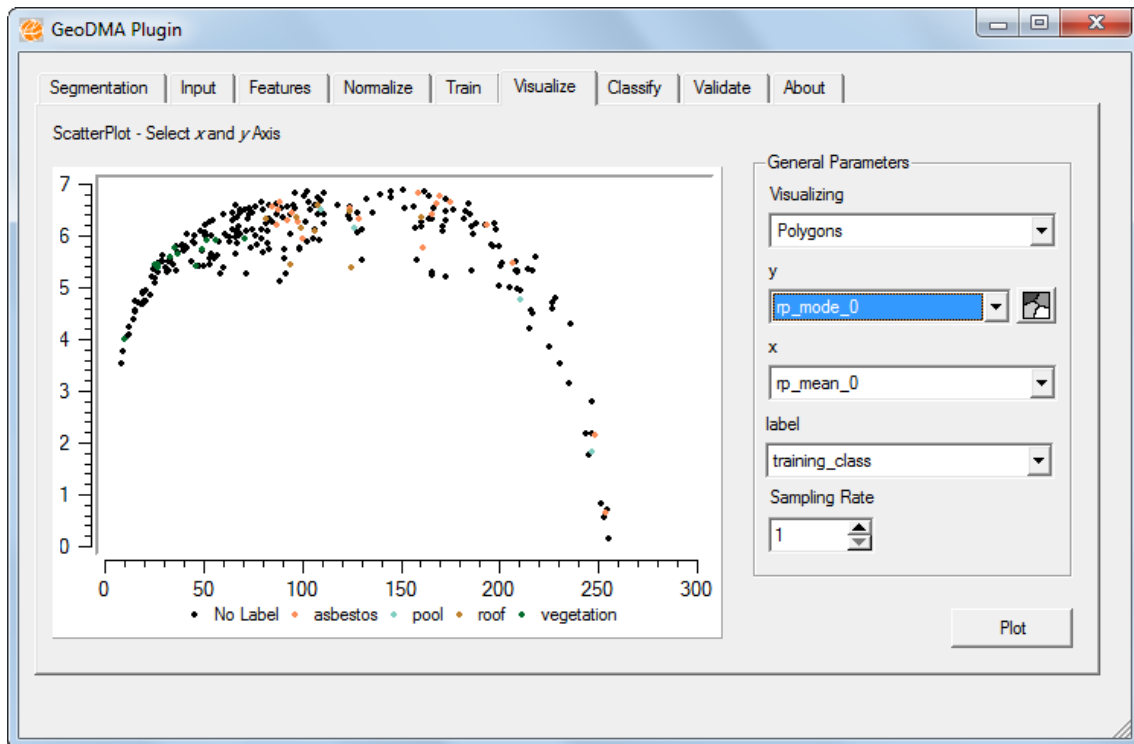 GeoDMA Plugin
Segmentation Input Features Normalize Train Visualize Classify Validate About
ScatterPlot - Select x and y Axis
7
6
5
4
3
2
1
0
0 50 100 150 200 250 300
No Label asbestos pool roof vegetation
General Parameters
Visualizing
Polygons
y
rp_mode_0
x
rp_mean_0
label
training_class
Sampling Rate
1
Plot